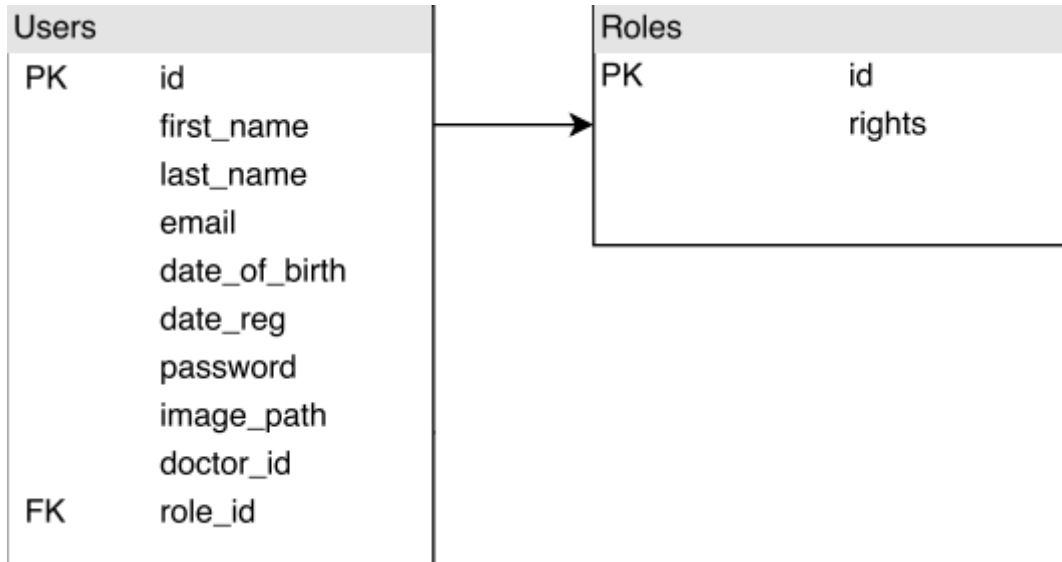 Users
PK id
first_name
last_name
email
date_of_birth
date_reg
password
image_path
doctor_id
FK role_id
Roles
PK id
rights